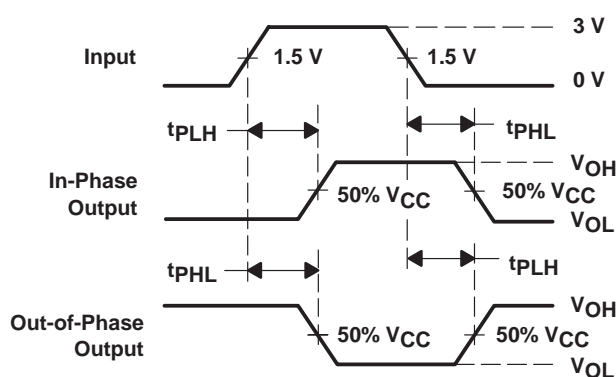 3 V
Input
1.5 V
1.5 V
0 V
tPLH
tPHL
VOH
In-Phase
Output
50% VCC
50% VCC
VOL
tPHL
tPLH
VOH
Out-of-Phase
Output
50% VCC
50% VCC
VOL